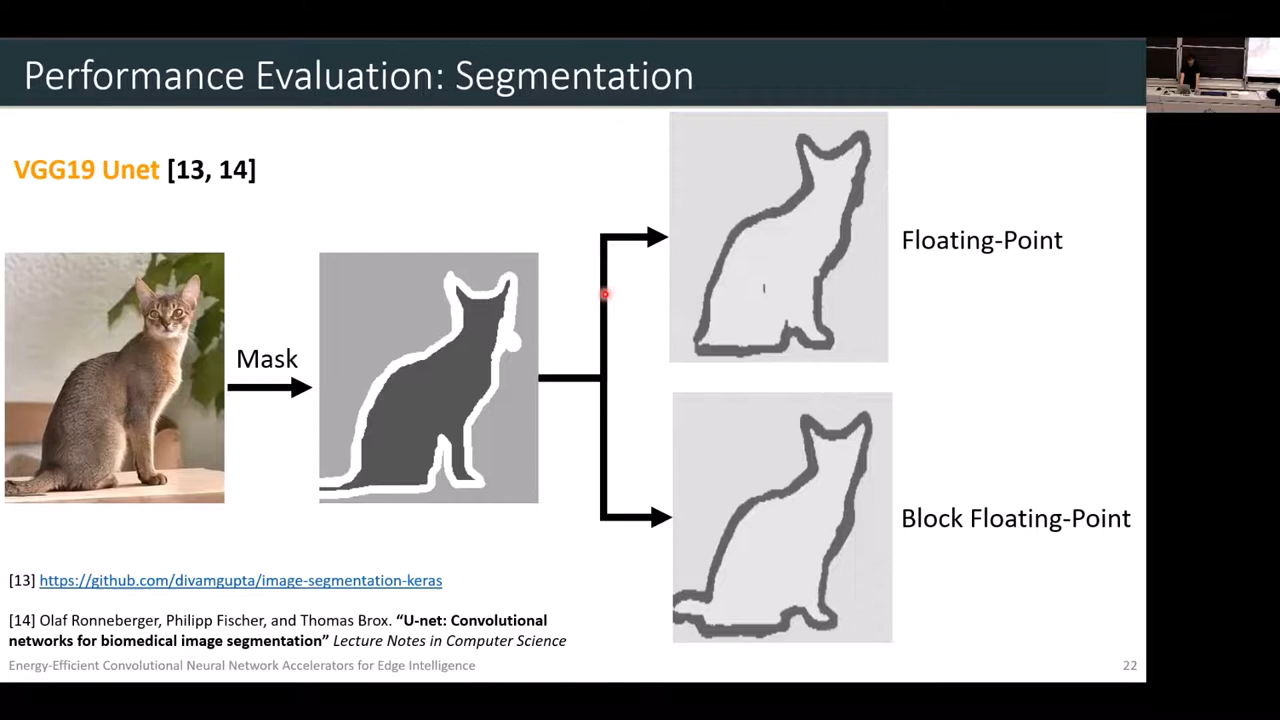 Performance Evaluation: Segmentation
VGG19 Unet [13, 14]
Mask
Floating-Point
Block Floating-Point
[13] https://github.com/divamgupta/image-segmentation-keras
[14] Olaf Ronneberger, Philipp Fischer, and Thomas Brox. “U-net: Convolutional
networks for biomedical image segmentation” Lecture Notes in Computer Science
Energy-Efficient Convolutional Neural Network Accelerators for Edge Intelligence
22